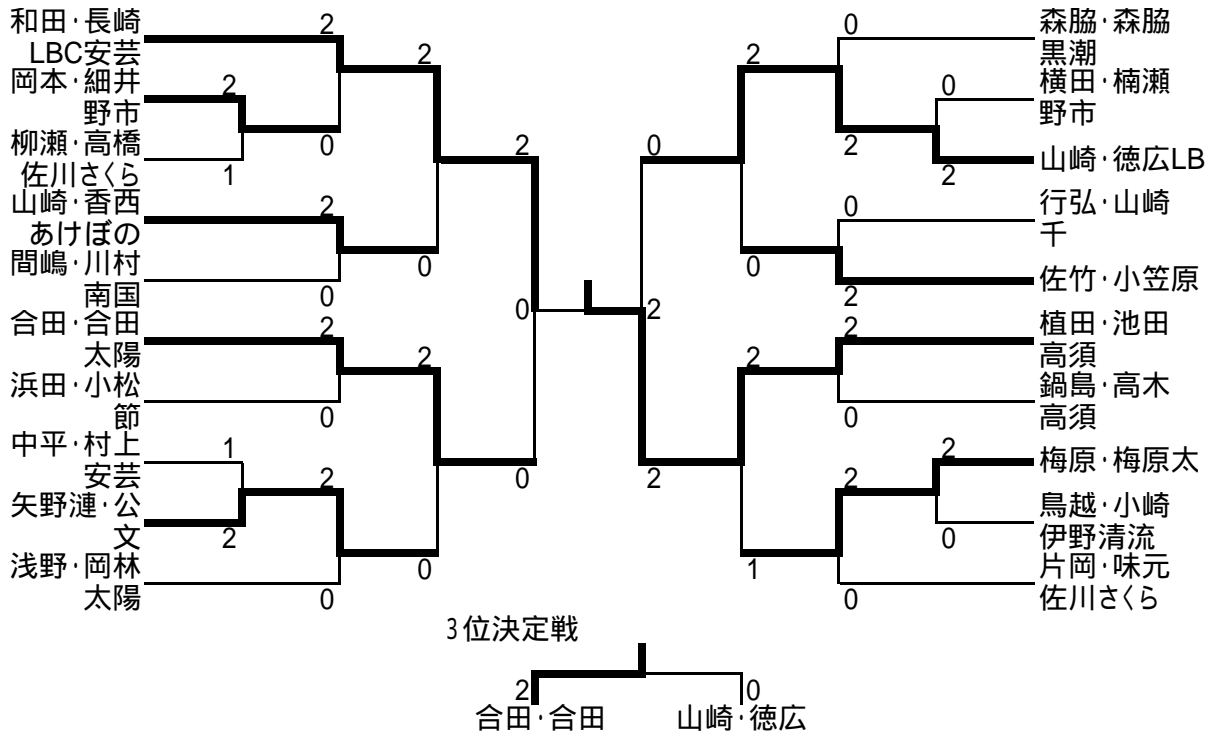 和田・長崎
LBC安芸
岡本・細井
野市
柳瀬・高橋
佐川さくら
山崎・香西
あけぼの
間嶋・川村
南国
合田・合田
太陽
浜田・小松
節
中平・村上
安芸
矢野漣・公
文
浅野・岡林
太陽
2
2
2
0
1
2
2
0
0
0
2
2
0
0
1
2
2
0
0
0
0
2
2
0
0
2
0
2
0
0
2
2
2
0
1
2
2
0
0
森脇・森脇
黒潮
横田・楠瀬
野市
山崎・徳広LB
行弘・山崎
千
佐竹・小笠原
植田・池田
高須
鍋島・高木
高須
梅原・梅原太
鳥越・小崎
伊野清流
片岡・味元
佐川さくら
3位決定戦
2
0
合田・合田
山崎・徳広